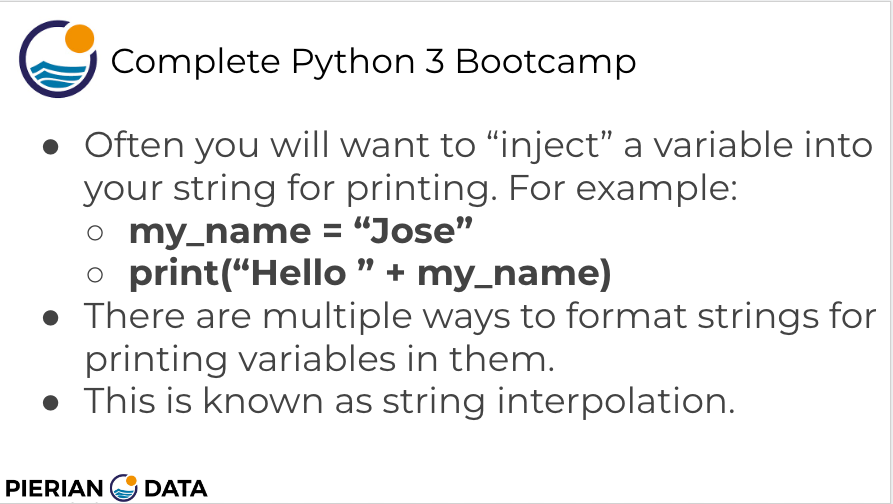 Complete Python 3 Bootcamp
● Often you will want to “inject” a variable into
your string for printing. For example:
○ my_name = “Jose”
○ print(“Hello ” + my_name)
● There are multiple ways to format strings for
printing variables in them.
● This is known as string interpolation.
PIERIAN DATA